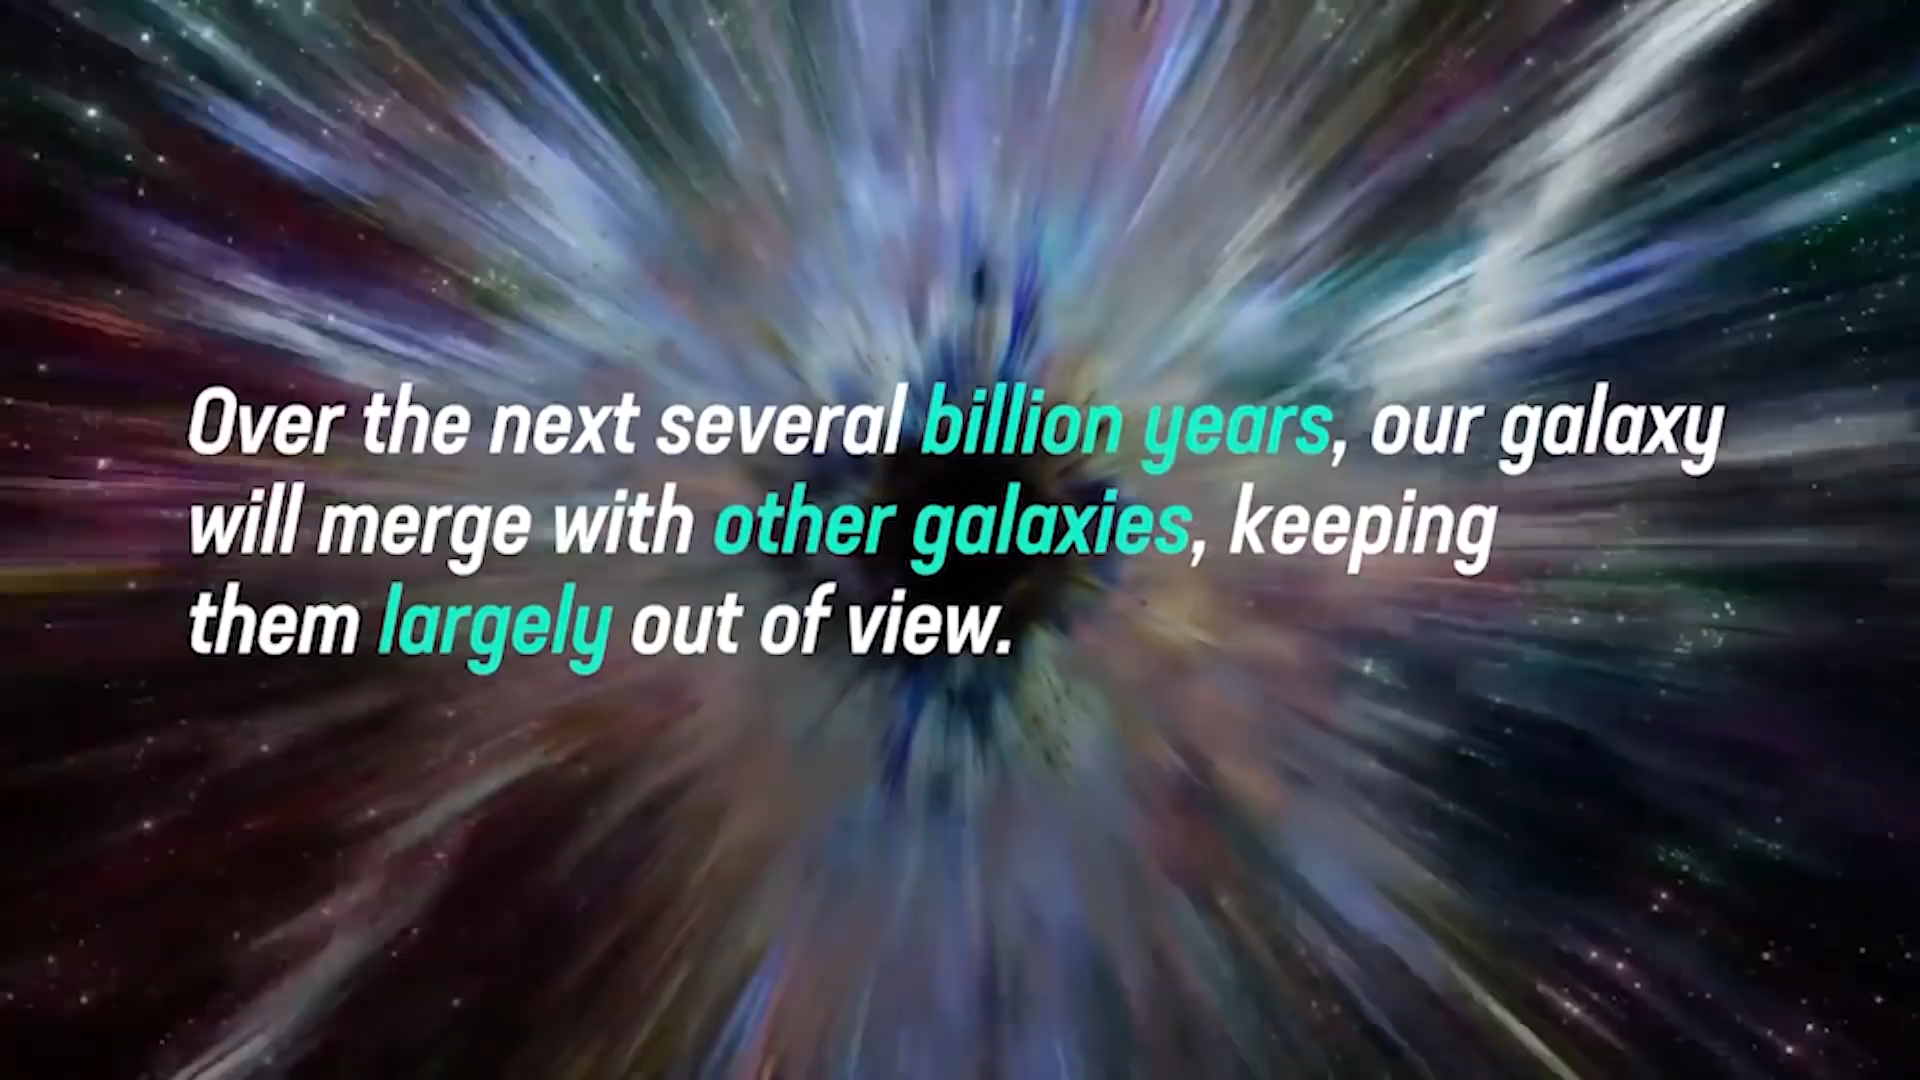 Over the next several billion years, our galaxy
will merge with other galaxies, keeping
them largely out of view.